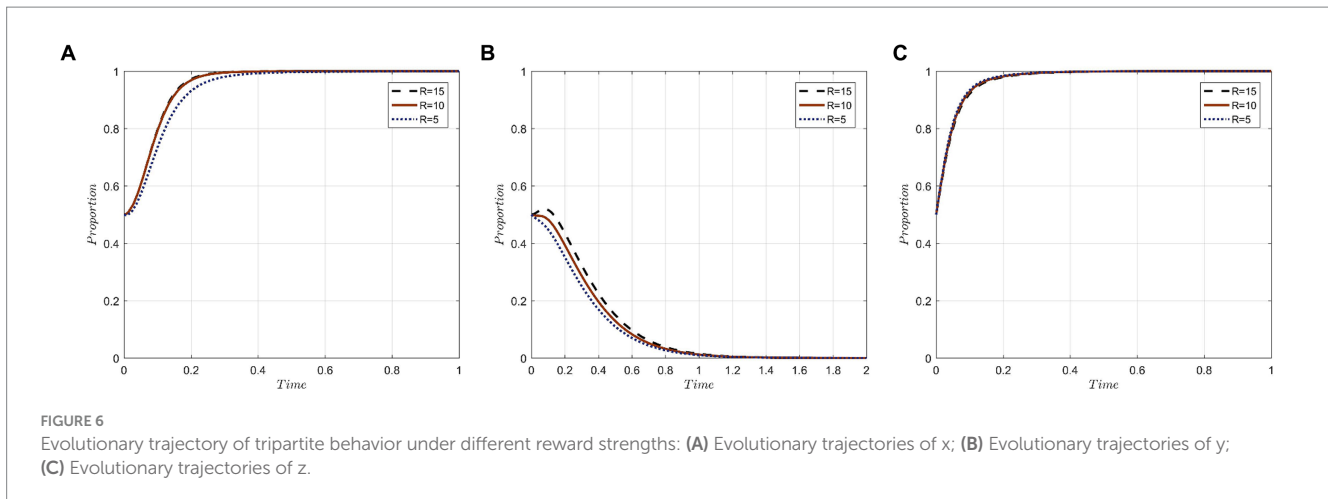 A
B
C
1
0.8
0.6
0.4
0.2
0
Proportion
0
0.2
0.4
0.6
0.8
1
Time
R=15
R=10
R=5
1
0.8
0.6
0.4
0.2
0
Proportion
0
0.2
0.4
0.6
0.8
1
1.2
1.4
1.6
1.8
2
Time
R=15
R=10
R=5
1
0.8
0.6
0.4
0.2
0
Proportion
0
0.2
0.4
0.6
0.8
1
Time
R=15
R=10
R=5
FIGURE 6
Evolutionary trajectory of tripartite behavior under different reward strengths: (A) Evolutionary trajectories of x; (B) Evolutionary trajectories of y;
(C) Evolutionary trajectories of z.